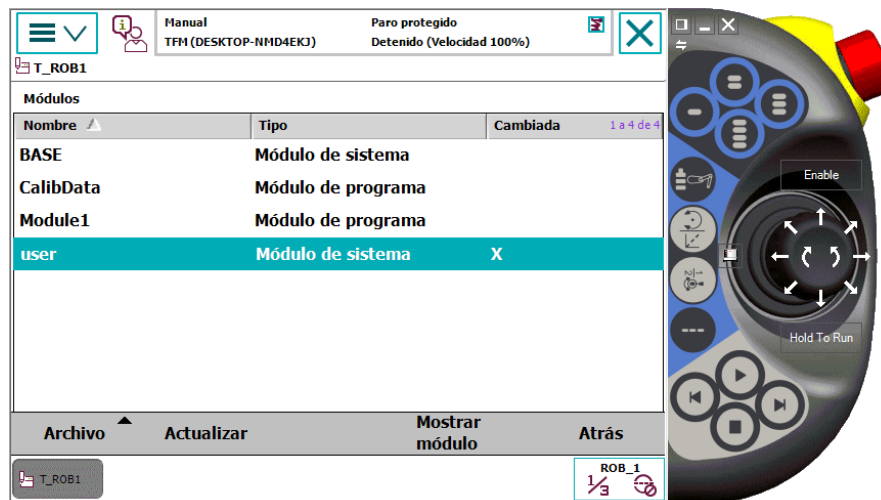 Manual
TFM (DESKTOP-NMD4EKJ)
Paro protegido
Detenido (Velocidad 100%)
T_ROB1
Módulos
Nombre Tipo Cambiada 1 a 4 de 4
BASE Módulo de sistema
CalibData Módulo de programa
Module1 Módulo de programa
user Módulo de sistema X
Archivo Actualizar Mostrar módulo Atrás
T_ROB1
ROB_1
1/3
Enable
Hold To Run